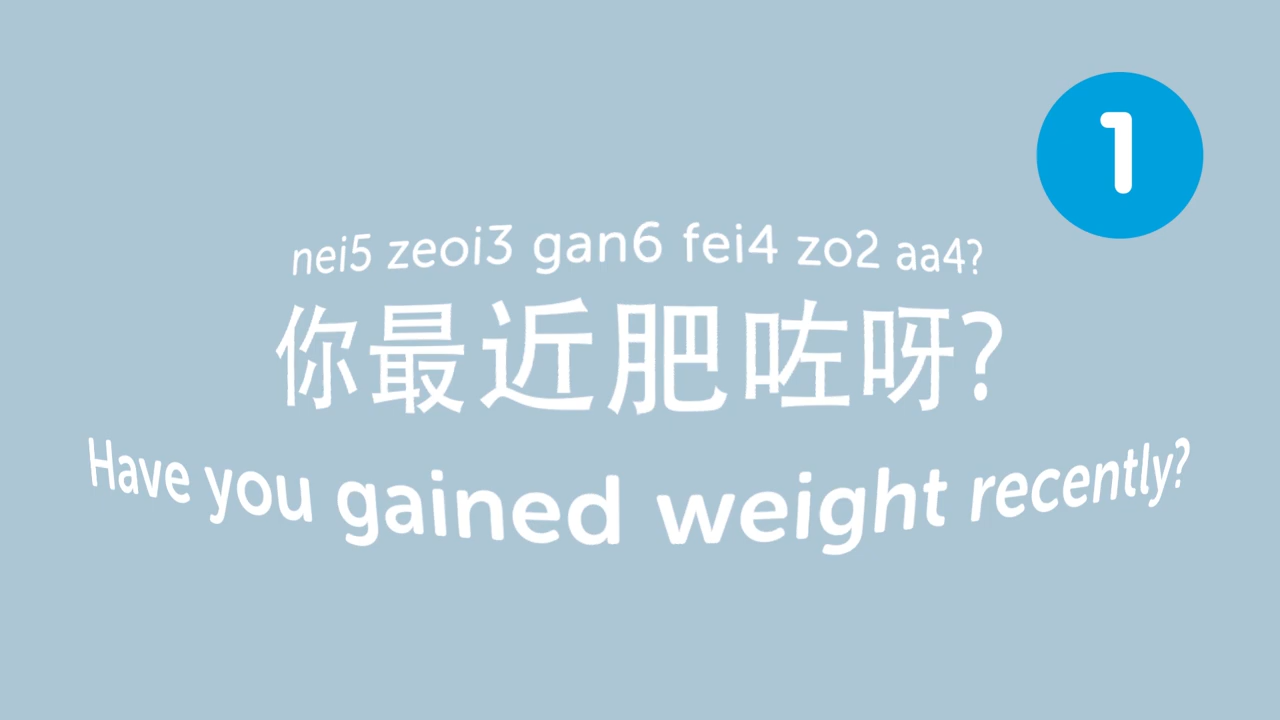 1
nei5 zeoi3 gan6 fei4 zo2 aa4?
你最近肥咗呀?
Have you gained weight recently?